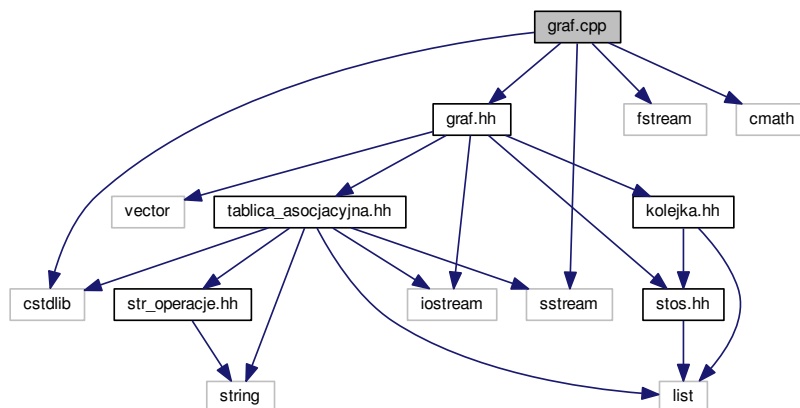 graf.cpp
graf.hh
fstream
cmath
vector
tablica_asocjacyjna.hh
kolejka.hh
cstdlib
str_operacje.hh
iostream
sstream
stos.hh
string
list